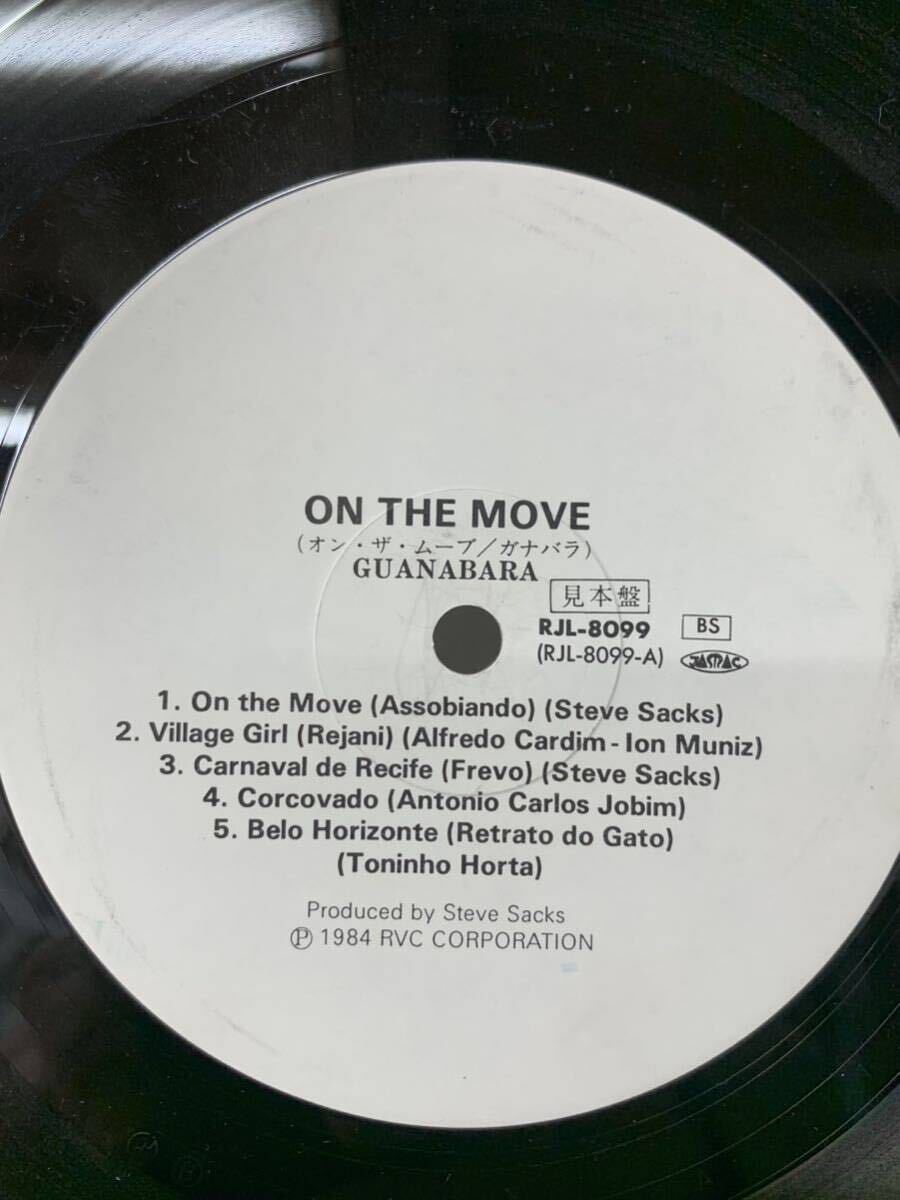 ON THE MOVE
(オン・ザ・ムーブ/ガナバラ)
GUANABARA
見本盤
RJL-8099 BS
(RJL-8099-A) JASRAC
1. On the Move (Assobiando) (Steve Sacks)
2. Village Girl (Rejani) (Alfredo Cardim - Ion Muniz)
3. Carnaval de Recife (Frevo) (Steve Sacks)
4. Corcovado (Antonio Carlos Jobim)
5. Belo Horizonte (Retrato do Gato)
(Toninho Horta)
Produced by Steve Sacks
Ⓟ 1984 RVC CORPORATION